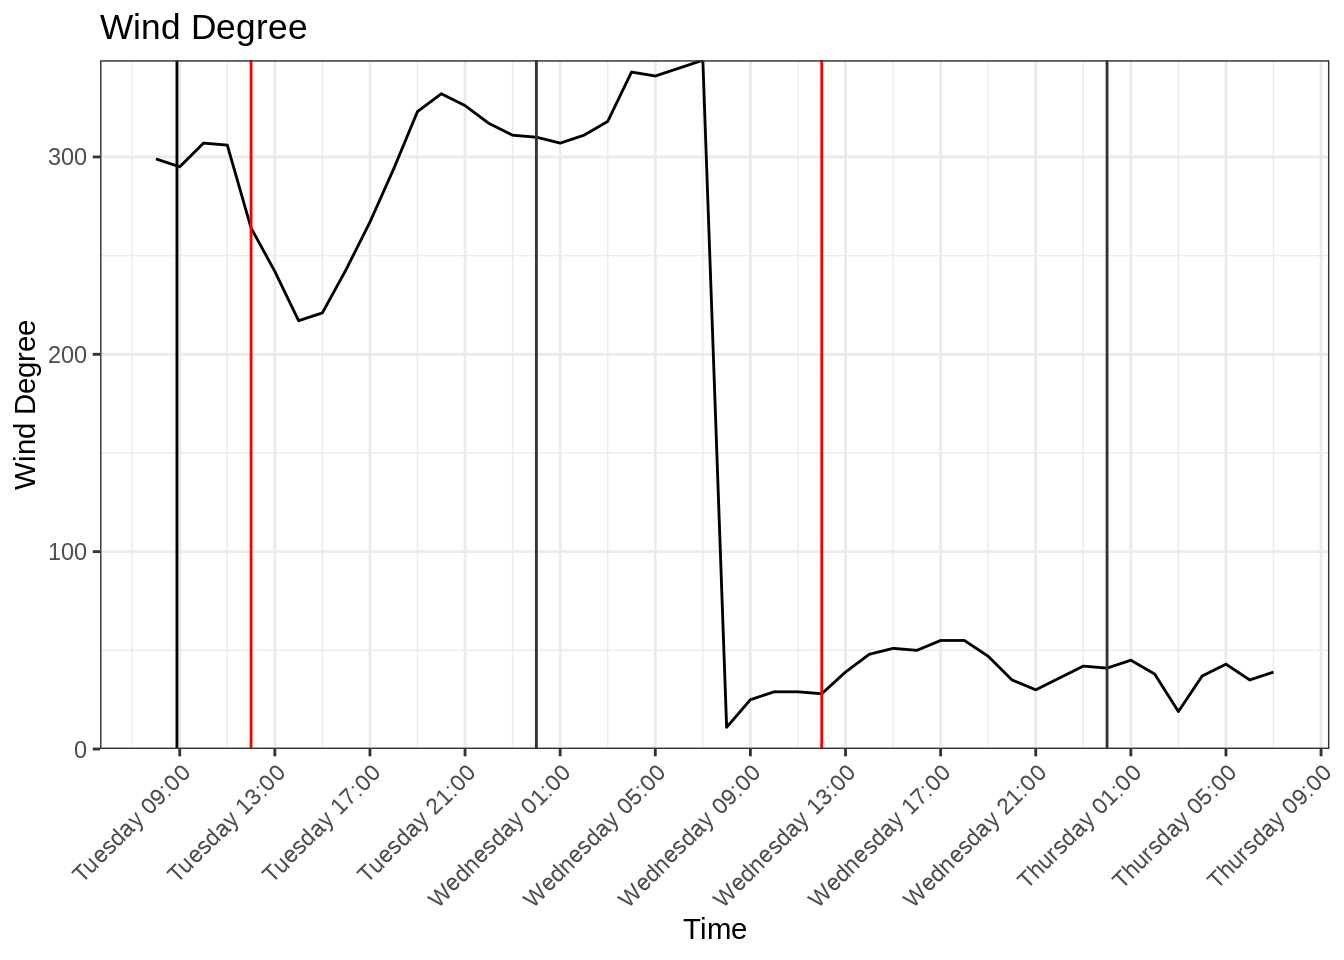 Wind Degree
Wind Degree
300
200
100
0
Tuesday 09:00
Tuesday 13:00
Tuesday 17:00
Tuesday 21:00
Wednesday 01:00
Wednesday 05:00
Wednesday 09:00
Wednesday 13:00
Wednesday 17:00
Wednesday 21:00
Thursday 01:00
Thursday 05:00
Thursday 09:00
Time